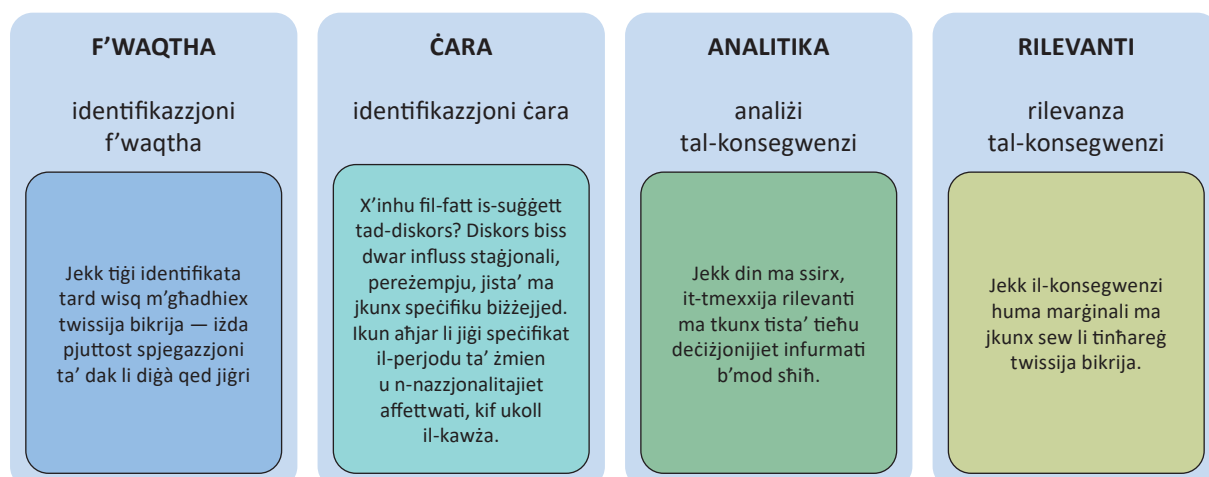 F’WAQTHA
identifikazzjoni
f’waqtha
Jekk tiġi identifikata
tard wisq m’għadhiex
twissija bikrija — iżda
pjuttost spjegazzjoni
ta’ dak li diġà qed jiġri
ĊARA
identifikazzjoni ċara
X’inhu fil-fatt is-suġġett
tad-diskors? Diskors biss
dwar influss staġjonali,
pereżempju, jista’ ma
jkunx speċifiku biżżejjed.
Ikun aħjar li jiġi speċifikat
il-perjodu ta’ żmien
u n-nazzjonalitajiet
affettwati, kif ukoll
il-kawża.
ANALITIKA
analiżi
tal-konsegwenzi
Jekk din ma ssirx,
it-tmexxija rilevanti
ma tkunx tista’ tieħu
deċiżjonijiet infurmati
b’mod sħiħ.
RILEVANTI
rilevanza
tal-konsegwenzi
Jekk il-konsegwenzi
huma marġinali ma
jkunx sew li tinħareġ
twissija bikrija.